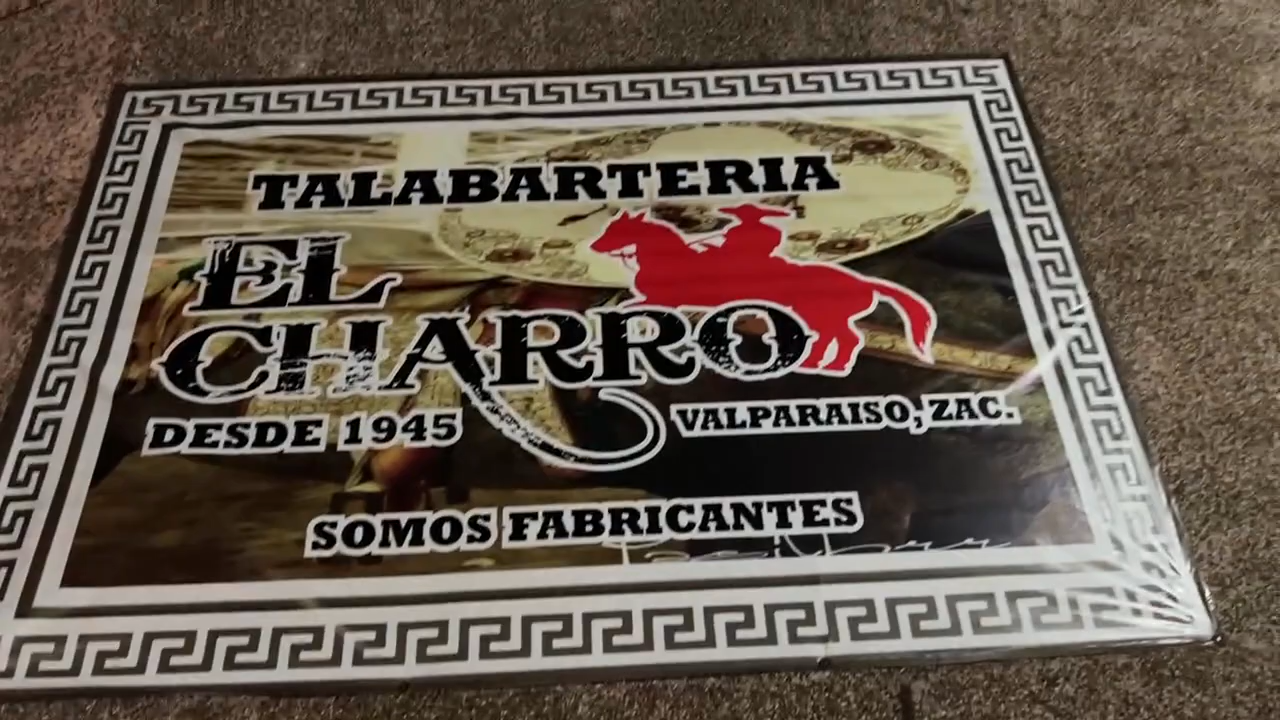 TALABARTERIA
EL
CHARRO
DESDE 1945
VALPARAISO, ZAC.
SOMOS FABRICANTES